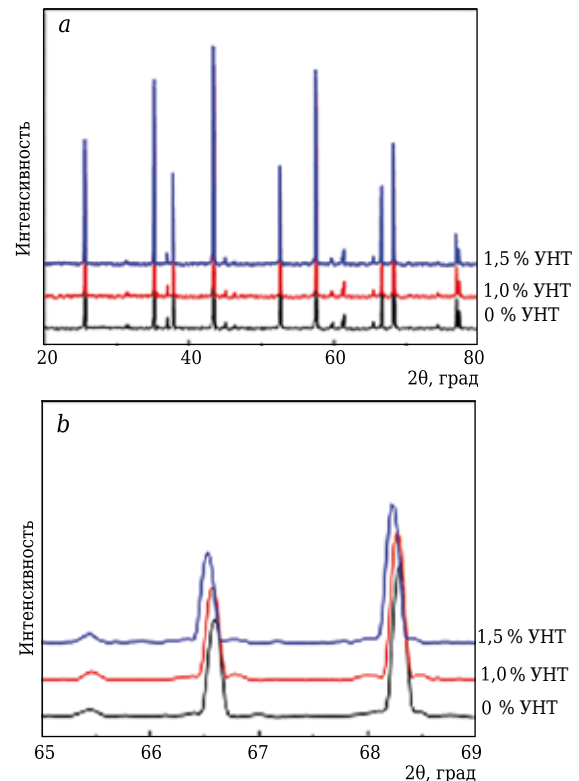 a
Интенсивность
1,5 % УНТ
1,0 % УНТ
0 % УНТ
20 40 60 80
2θ, град
b
Интенсивность
1,5 % УНТ
1,0 % УНТ
0 % УНТ
65 66 67 68 69
2θ, град